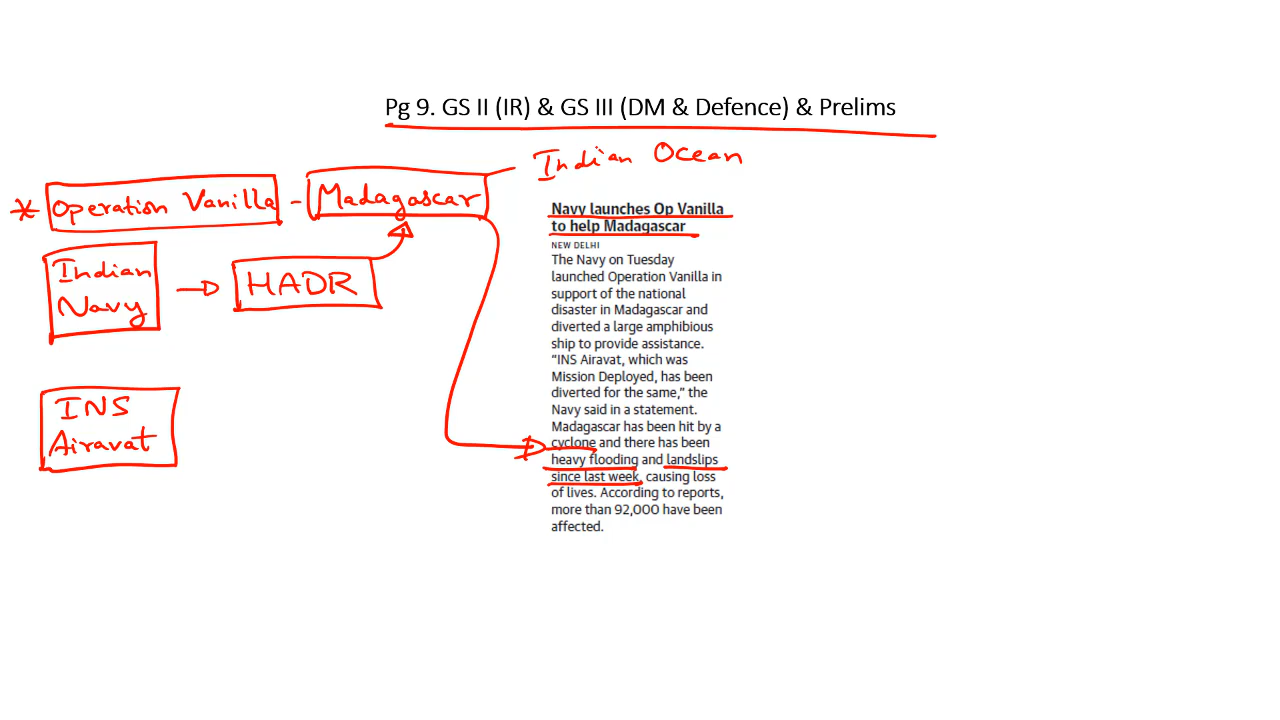 Pg 9. GS II (IR) & GS III (DM & Defence) & Prelims
Indian Ocean
* Operation Vanilla - Madagascar
Indian
Navy
HADR
INS
Airavat
Navy launches Op Vanilla
to help Madagascar
NEW DELHI
The Navy on Tuesday
launched Operation Vanilla in
support of the national
disaster in Madagascar and
diverted a large amphibious
ship to provide assistance.
“INS Airavat, which was
Mission Deployed, has been
diverted for the same,” the
Navy said in a statement.
Madagascar has been hit by a
cyclone and there has been
heavy flooding and landslips
since last week, causing loss
of lives. According to reports,
more than 92,000 have been
affected.